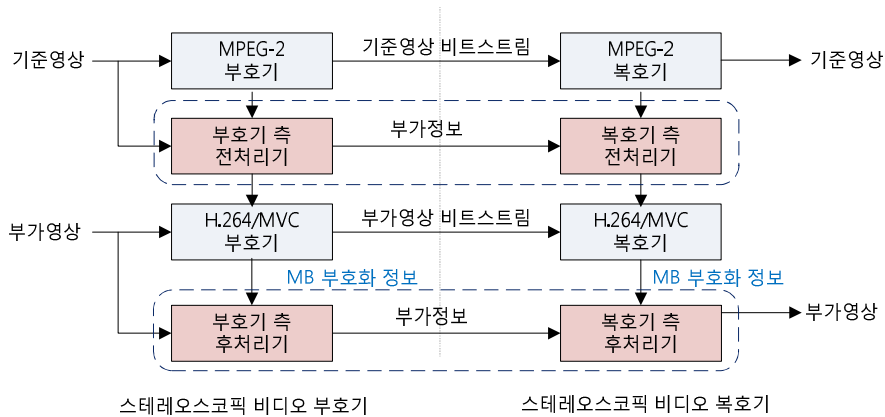 기준영상
MPEG-2
부호기
기준영상 비트스트림
MPEG-2
복호기
기준영상
부호기 측
전처리기
부가정보
복호기 측
전처리기
부가영상
H.264/MVC
부호기
부가영상 비트스트림
H.264/MVC
복호기
MB 부호화 정보
MB 부호화 정보
부호기 측
후처리기
부가정보
복호기 측
후처리기
부가영상
스테레오스코픽 비디오 부호기
스테레오스코픽 비디오 복호기